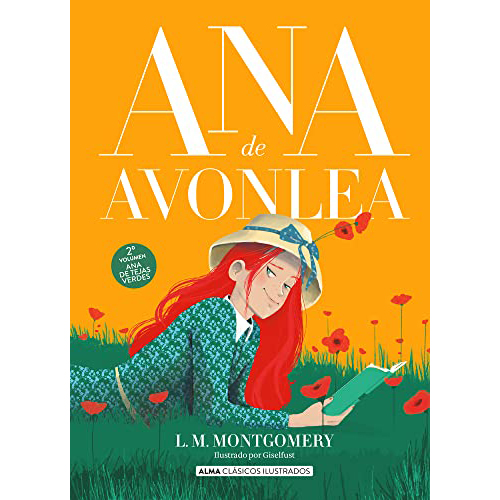 ANA
de
AVONLEA
2º
VOLUMEN
ANA
DE TEJAS
VERDES
L. M. MONTGOMERY
Ilustrado por Giselfust
ALMA CLÁSICOS ILUSTRADOS